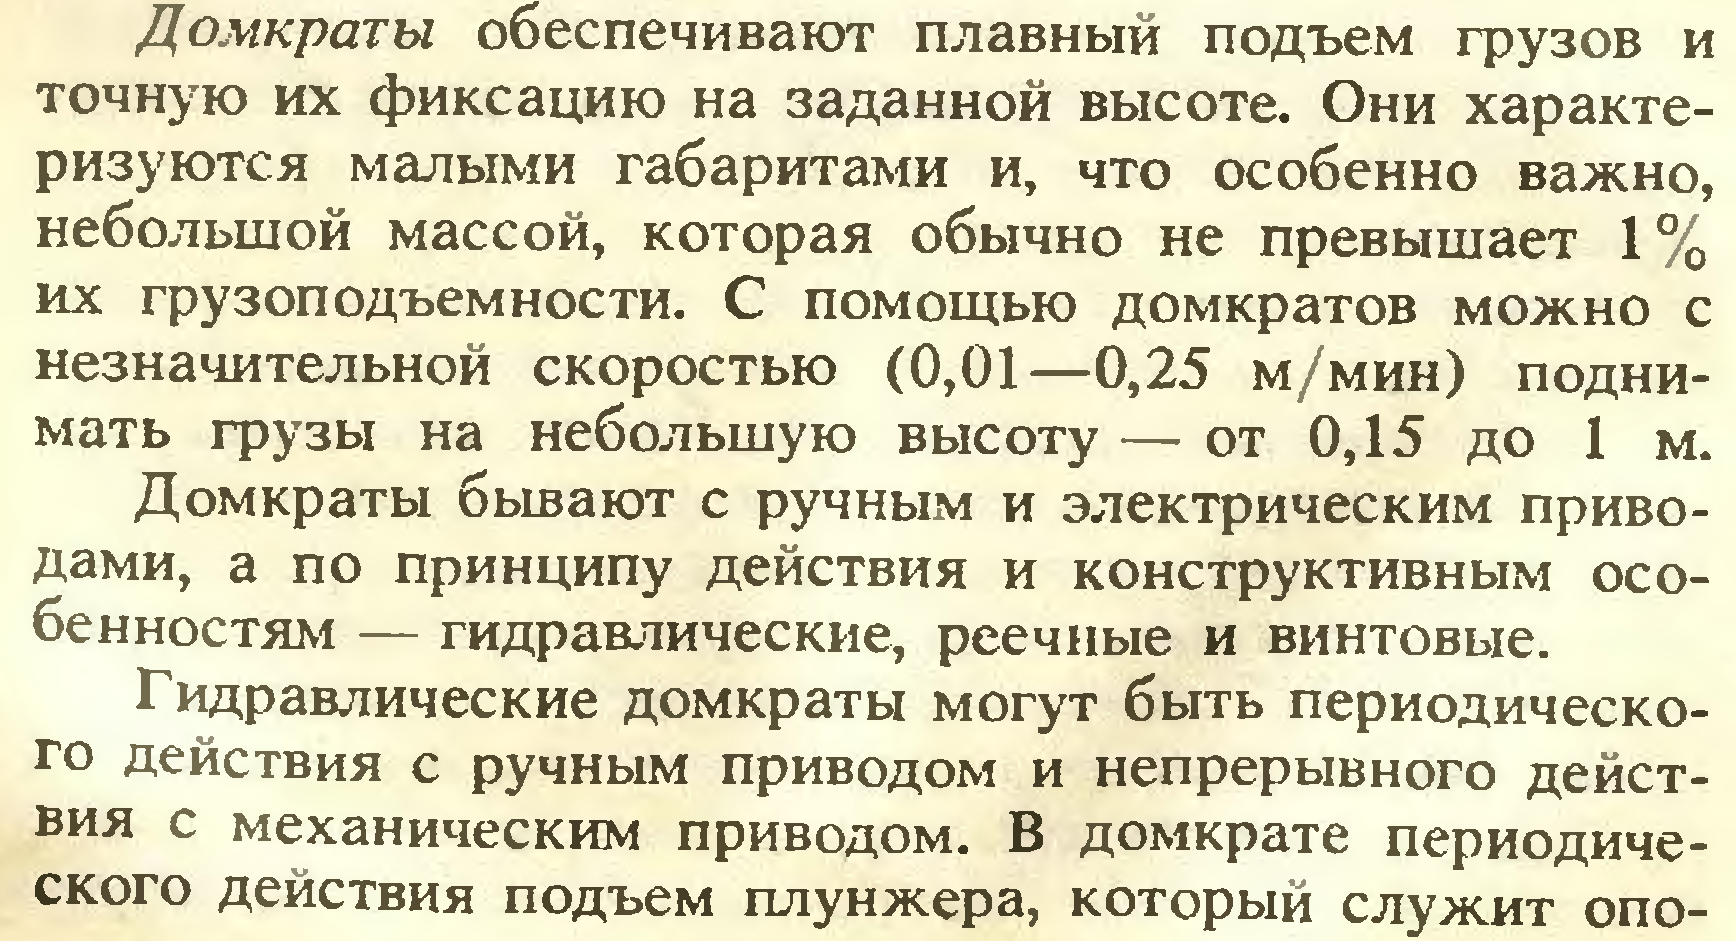 Домкраты обеспечивают плавный подъем грузов и
точную их фиксацию на заданной высоте. Они характе-
ризуются малыми габаритами и, что особенно важно,
небольшой массой, которая обычно не превышает 1%
их грузоподъемности. С помощью домкратов можно с
незначительной скоростью (0,01—0,25 м/мин) подни-
мать грузы на небольшую высоту — от 0,15 до 1 м.
Домкраты бывают с ручным и электрическим приво-
дами, а по принципу действия и конструктивным осо-
бенностям — гидравлические, реечные и винтовые.
Гидравлические домкраты могут быть периодическо-
го действия с ручным приводом и непрерывного дейст-
вия с механическим приводом. В домкрате периодиче-
ского действия подъем плунжера, который служит опо-